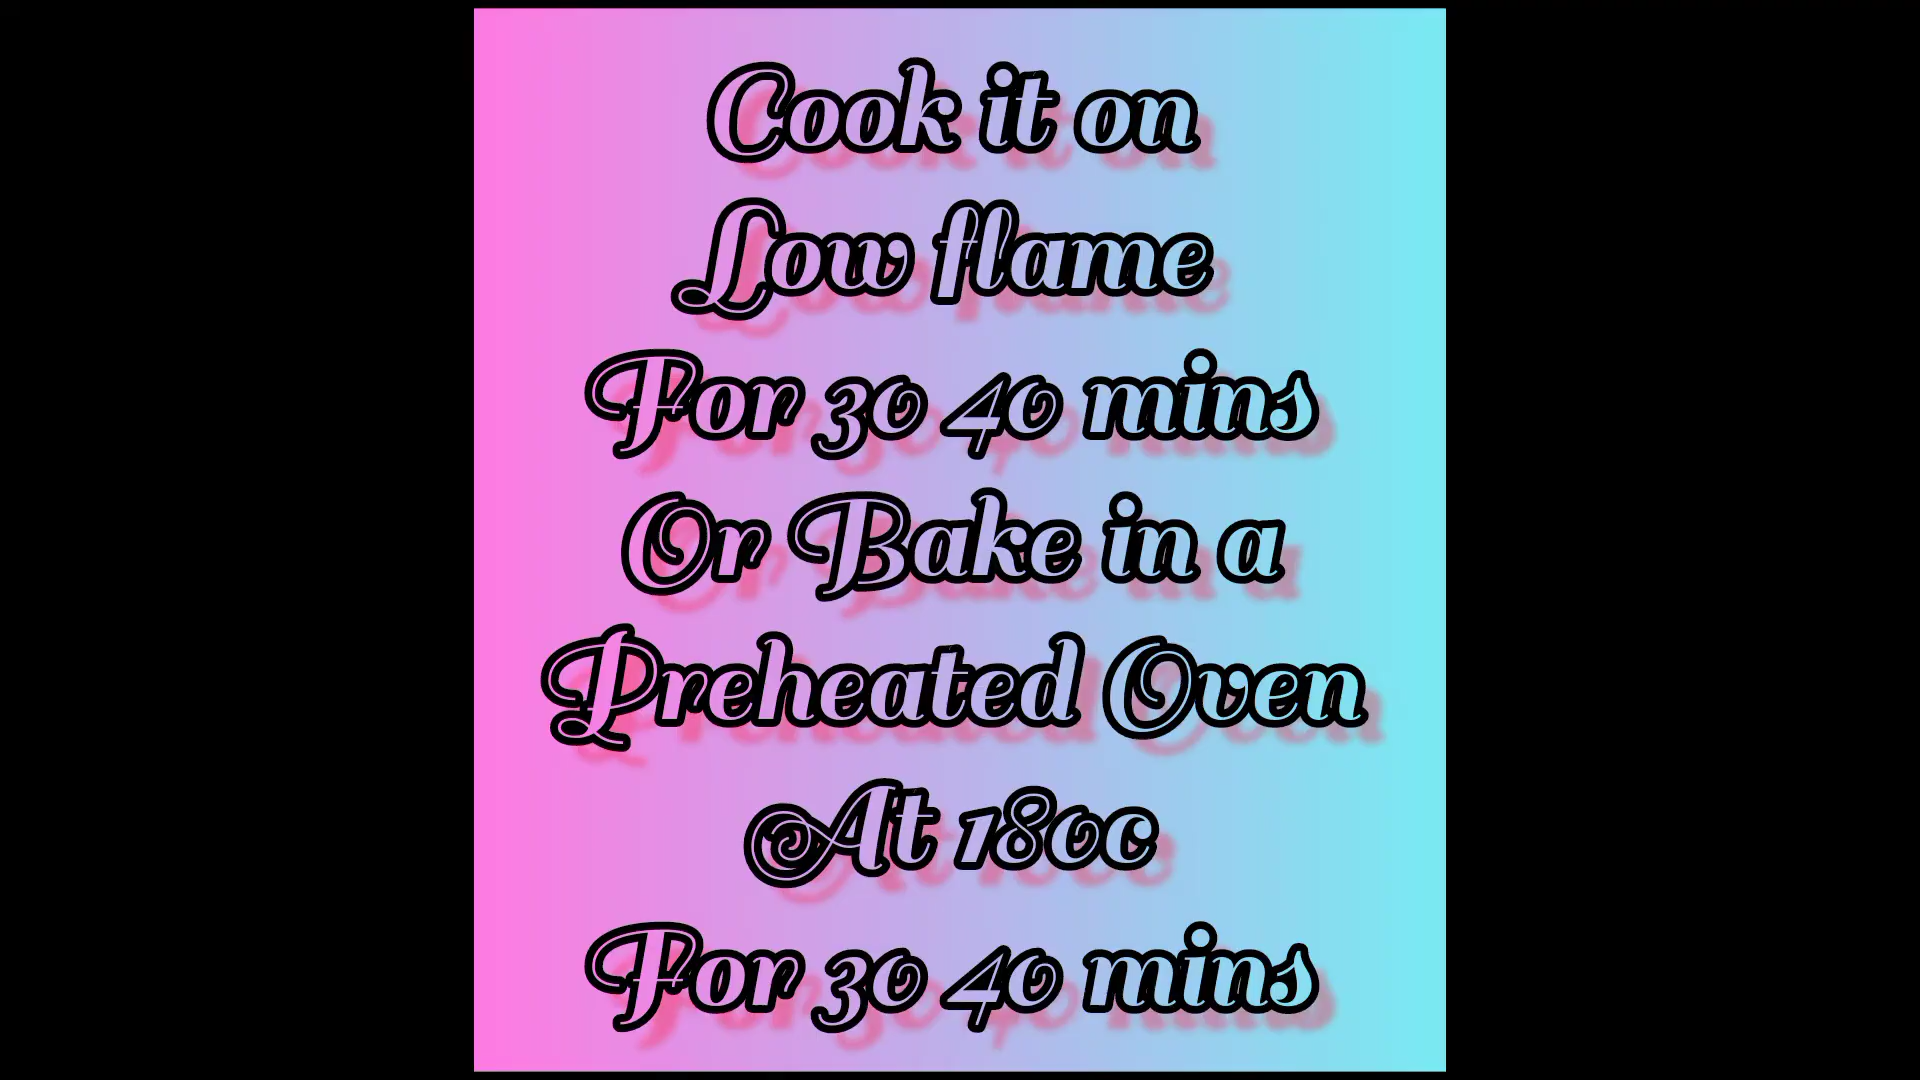 Cook it on
Low flame
For 30 40 mins
Or Bake in a
Preheated Oven
At 180c
For 30 40 mins